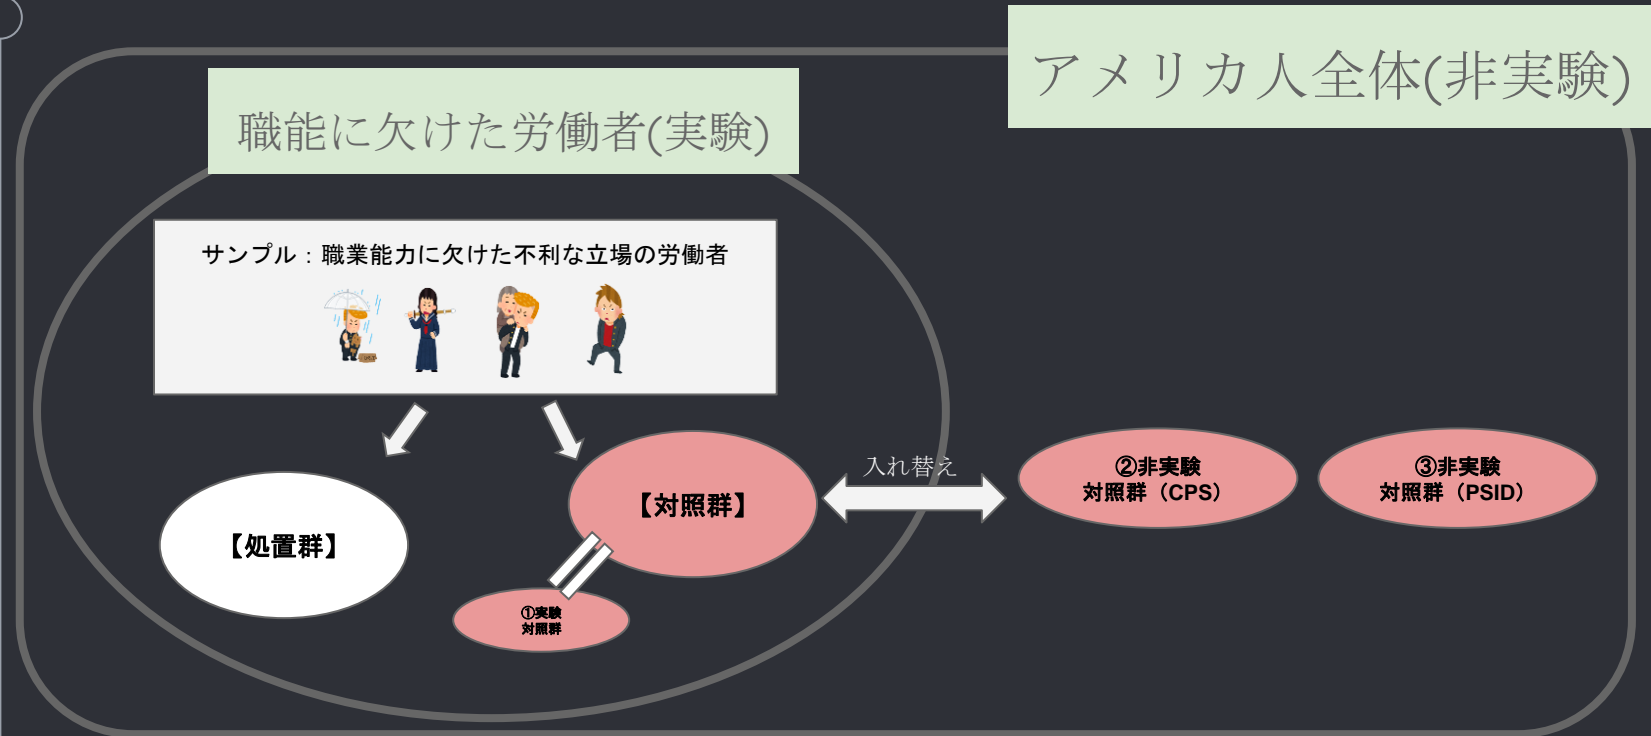 アメリカ人全体(非実験)
職能に欠けた労働者(実験)
サンプル：職業能力に欠けた不利な立場の労働者
【処置群】
【対照群】
①実験
対照群
入れ替え
②非実験
対照群（CPS）
③非実験
対照群（PSID）